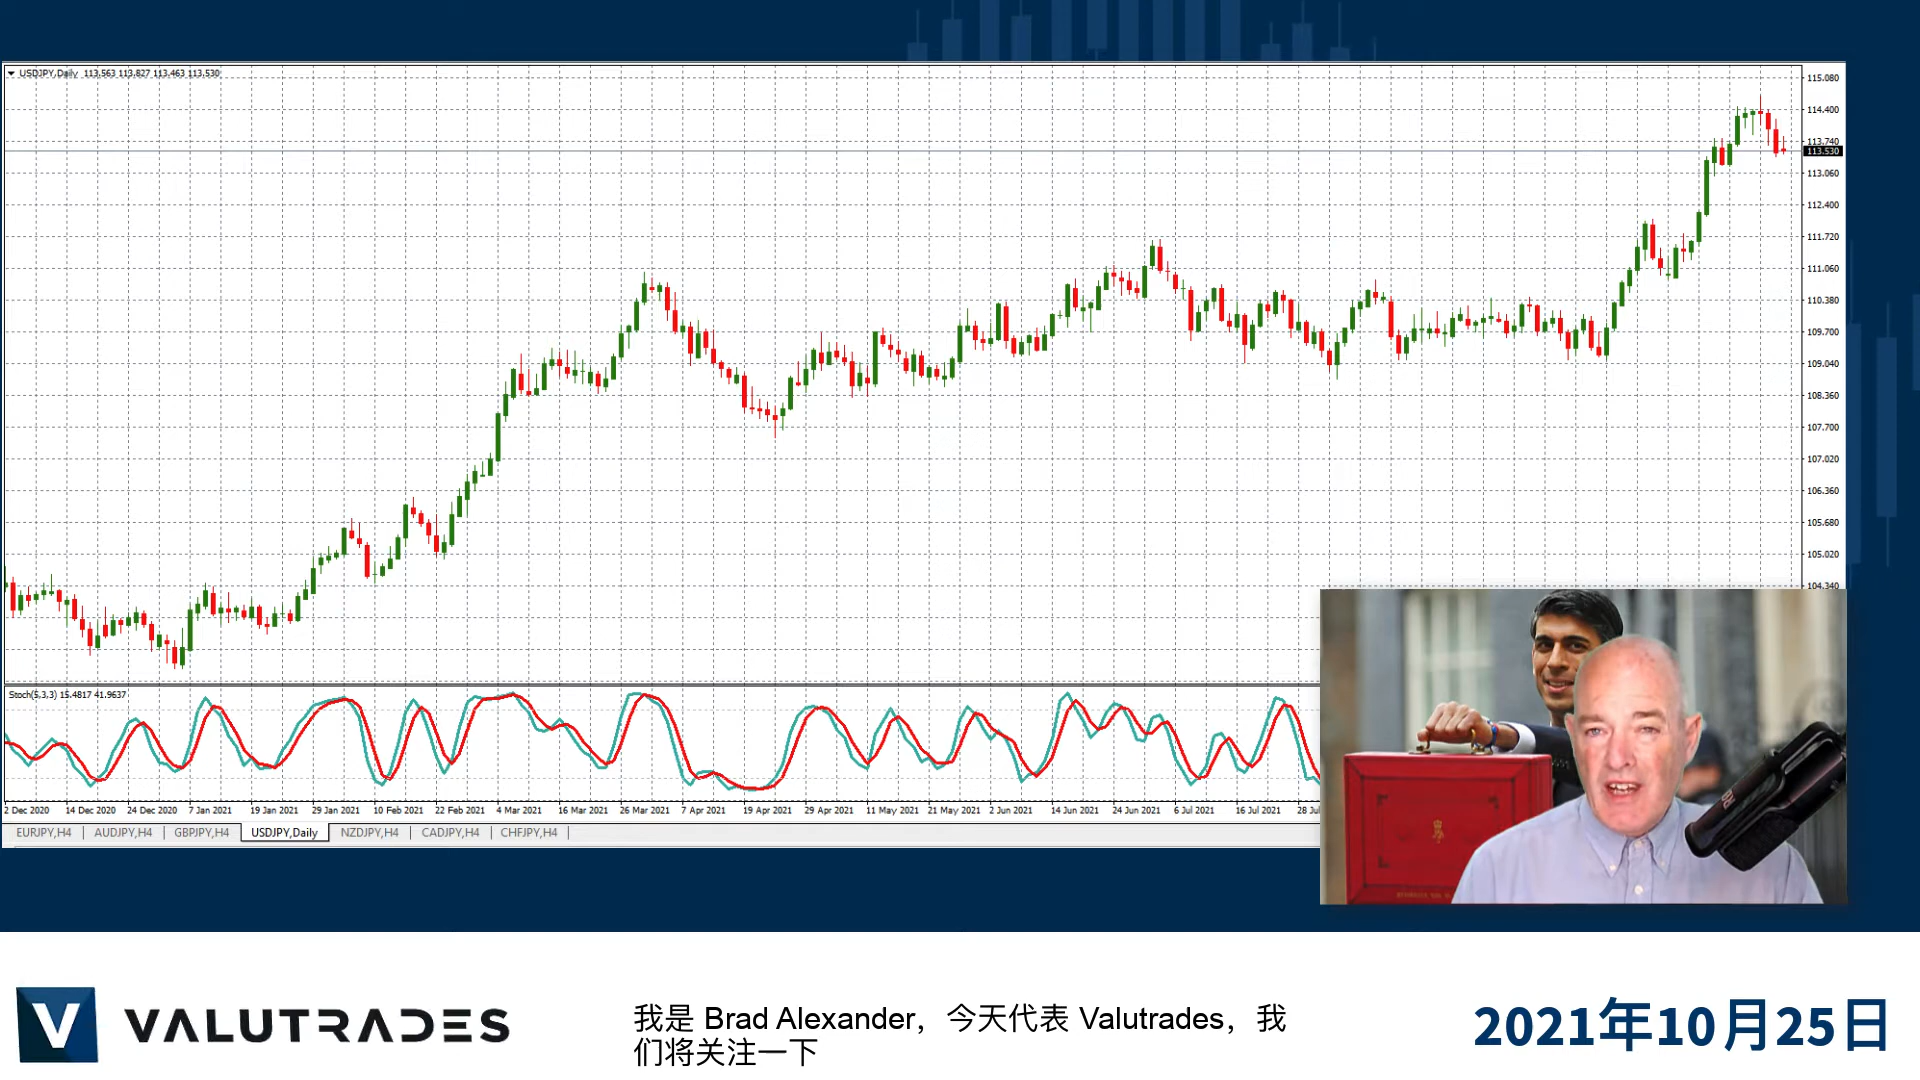 USDJPY,Daily 113.563 113.827 113.463 113.530
115.080
114.400
113.740
113.530
113.060
112.400
111.720
111.060
110.380
109.700
109.040
108.360
107.700
107.020
106.360
105.680
105.020
104.340
Stoch(5,3,3) 15.4817 41.9637
2 Dec 2020 14 Dec 2020 24 Dec 2020 7 Jan 2021 19 Jan 2021 29 Jan 2021 10 Feb 2021 22 Feb 2021 4 Mar 2021 16 Mar 2021 26 Mar 2021 7 Apr 2021 19 Apr 2021 29 Apr 2021 11 May 2021 21 May 2021 2 Jun 2021 14 Jun 2021 24 Jun 2021 6 Jul 2021 16 Jul 2021 28
EURJPY,H4 AUDJPY,H4 GBPJPY,H4 USDJPY,Daily NZDJPY,H4 CADJPY,H4 CHFJPY,H4
VALUTRADES
我是 Brad Alexander，今天代表 Valutrades，我
们将关注一下
2021年10月25日